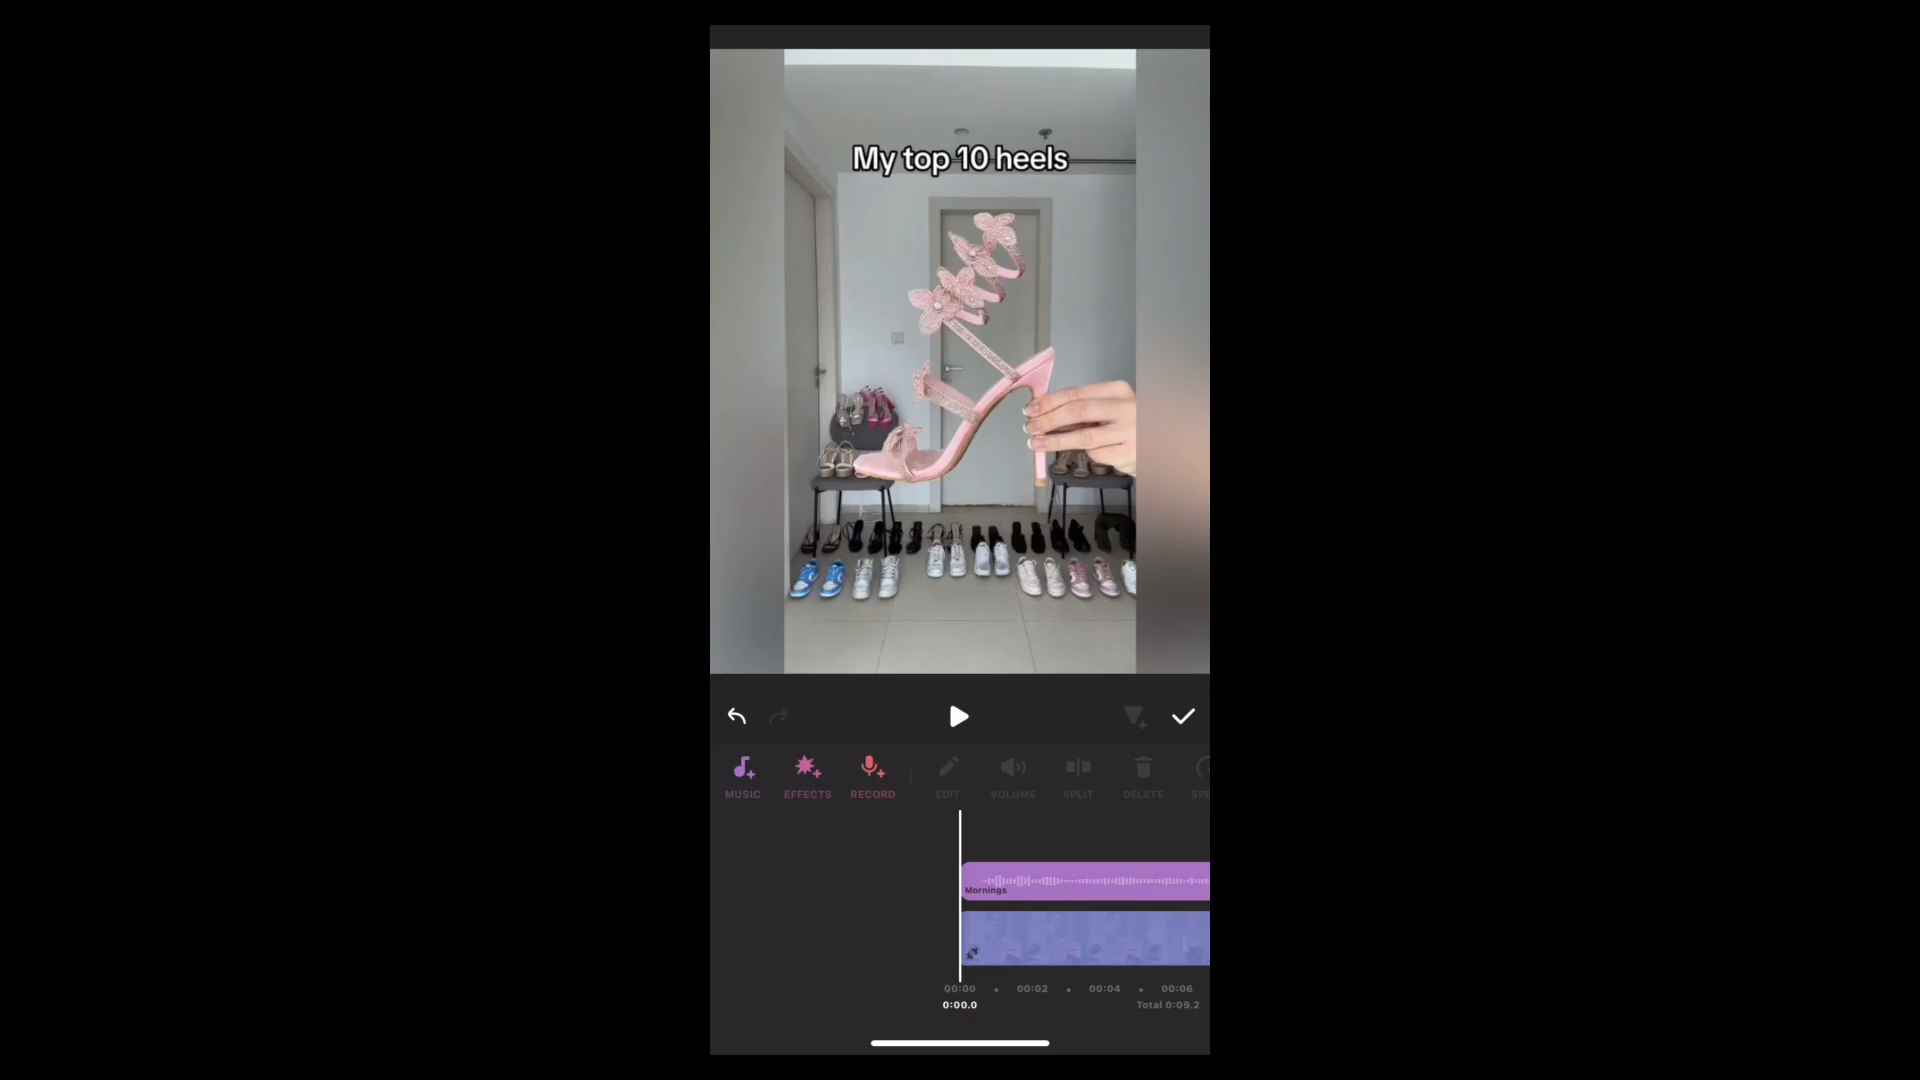 My top 10 heels
MUSIC EFFECTS RECORD EDIT VOLUME SPLIT DELETE
Mornings
00:00 00:02 00:04 00:06
0:00.0 Total 0:09.2